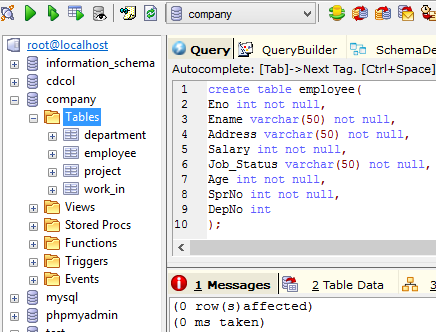 company
root@localhost
information_schema
cdcol
company
Tables
department
employee
project
work_in
Views
Stored Procs
Functions
Triggers
Events
mysql
phpmyadmin
Query
QueryBuilder
SchemaDe
Autocomplete: [Tab]->Next Tag. [Ctrl+Space]
1 create table employee(
2 Eno int not null,
3 Ename varchar(50) not null,
4 Address varchar(50) not null,
5 Salary int not null,
6 Job_Status varchar(50) not null,
7 Age int not null,
8 SprNo int not null,
9 DepNo int
10 );
1 Messages
2 Table Data
3
(0 row(s)affected)
(0 ms taken)